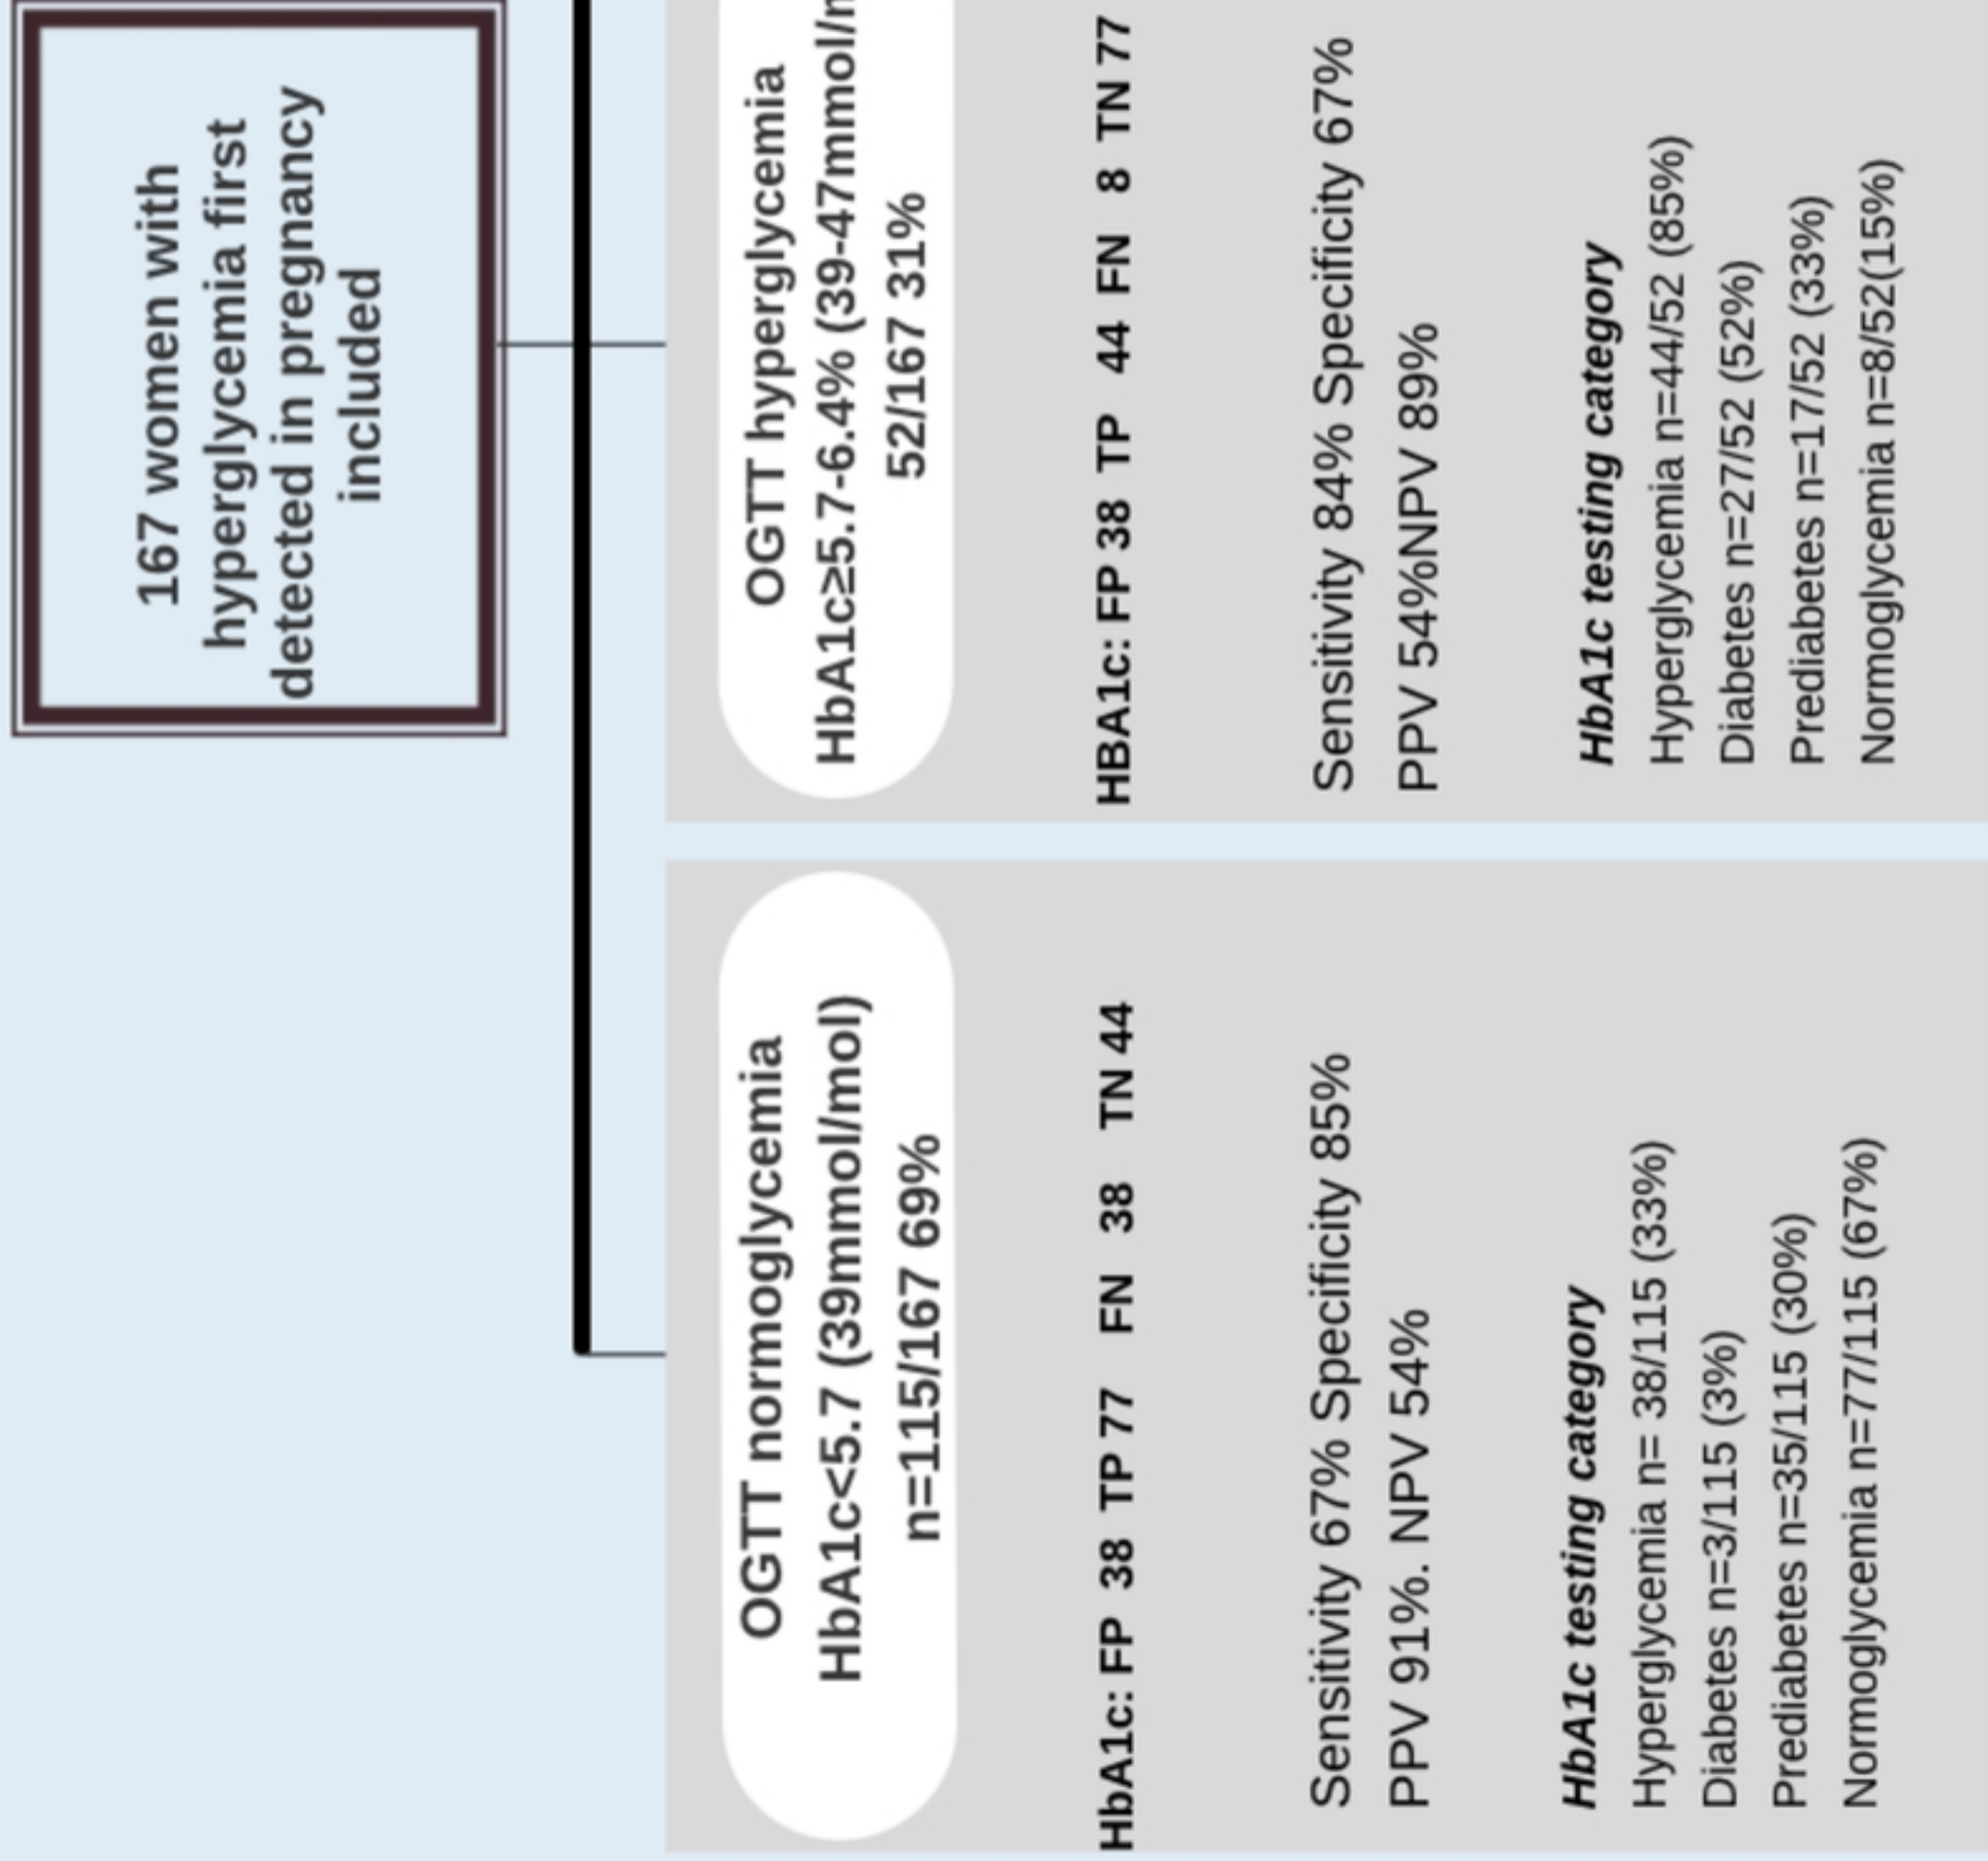 167 women with
hyperglycemia first
detected in pregnancy
included
OGTT normoglycemia
HbA1c<5.7 (39mmol/mol)
n=115/167 69%
HbA1c: FP 38 TP 77 FN 38 TN 44
Sensitivity 67% Specificity 85%
PPV 91%. NPV 54%
HbA1c testing category
Hyperglycemia n= 38/115 (33%)
Diabetes n=3/115 (3%)
Prediabetes n=35/115 (30%)
Normoglycemia n=77/115 (67%)
OGTT hyperglycemia
HbA1c≥5.7-6.4% (39-47mmol/
52/167 31%
HBA1c: FP 38 TP 44 FN 8 TN 77
Sensitivity 84% Specificity 67%
PPV 54%NPV 89%
HbA1c testing category
Hyperglycemia n=44/52 (85%)
Diabetes n=27/52 (52%)
Prediabetes n=17/52 (33%)
Normoglycemia n=8/52(15%)